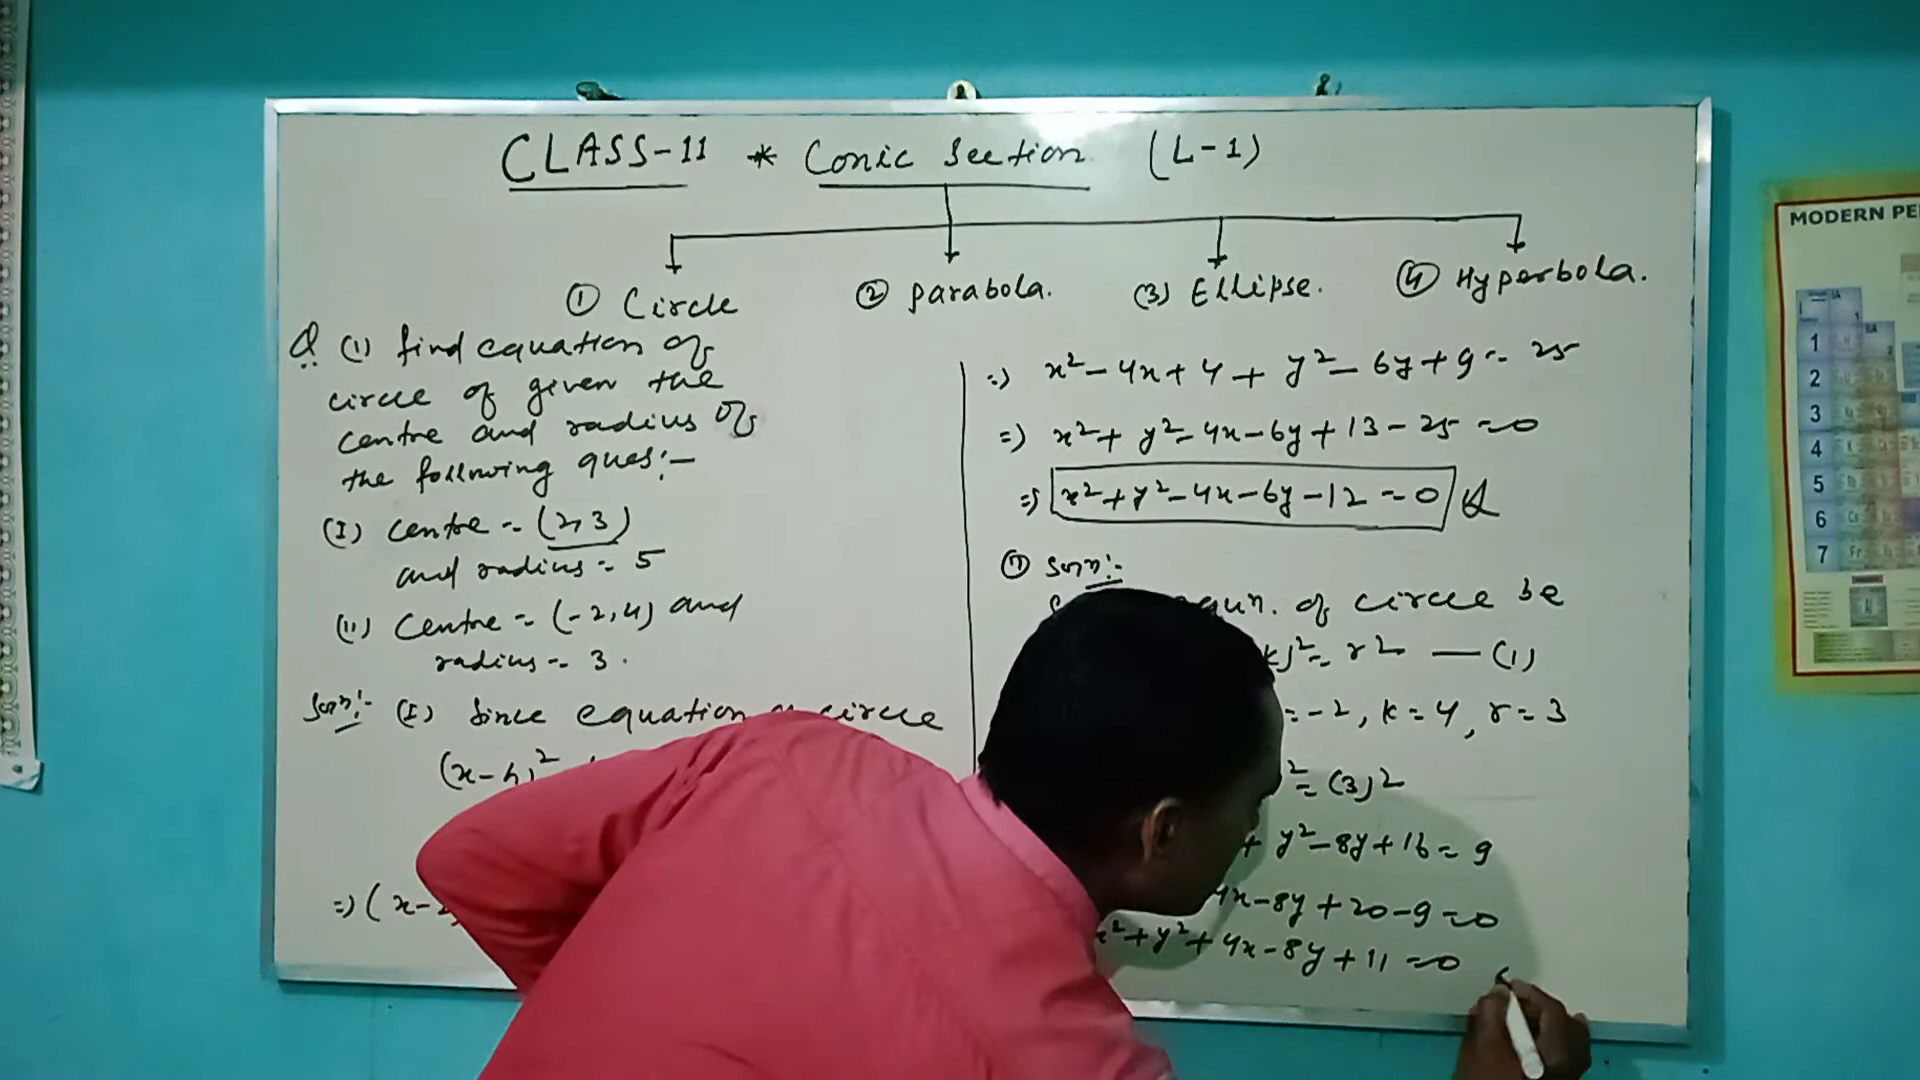 CLASS-11 * Conic Section (L-1)
① Circle ② parabola. (3) Ellipse. ④ Hyperbola.
Q. (1) find equation of
circle of given the
centre and radius of
the following ques:-
(I) centre = (2,3)
and radius = 5
(II) Centre = (-2,4) and
radius = 3.
Soln:- (I) Since equation of circle
(x-h)²
=) (x-2
=) x² - 4x + 4 + y² - 6y + 9 = 25
=) x² + y² - 4x - 6y + 13 - 25 = 0
=) x² + y² - 4x - 6y - 12 = 0
Soln:-
equn. of circle be
k)² = r² — (1)
= -2, k = 4, r = 3
² = (3)²
+ y² - 8y + 16 = 9
4x - 8y + 20 - 9 = 0
x² + y² + 4x - 8y + 11 = 0
MODERN PE
1
2
3
4
5
6
7